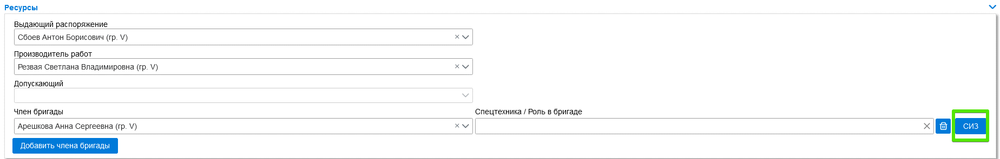 Ресурсы
Выдающий распоряжение
Сбоев Антон Борисович (гр. V)
Производитель работ
Резвая Светлана Владимировна (гр. V)
Допускающий
Член бригады
Спецтехника / Роль в бригаде
Арешкова Анна Сергеевна (гр. V)
СИЗ
Добавить члена бригады